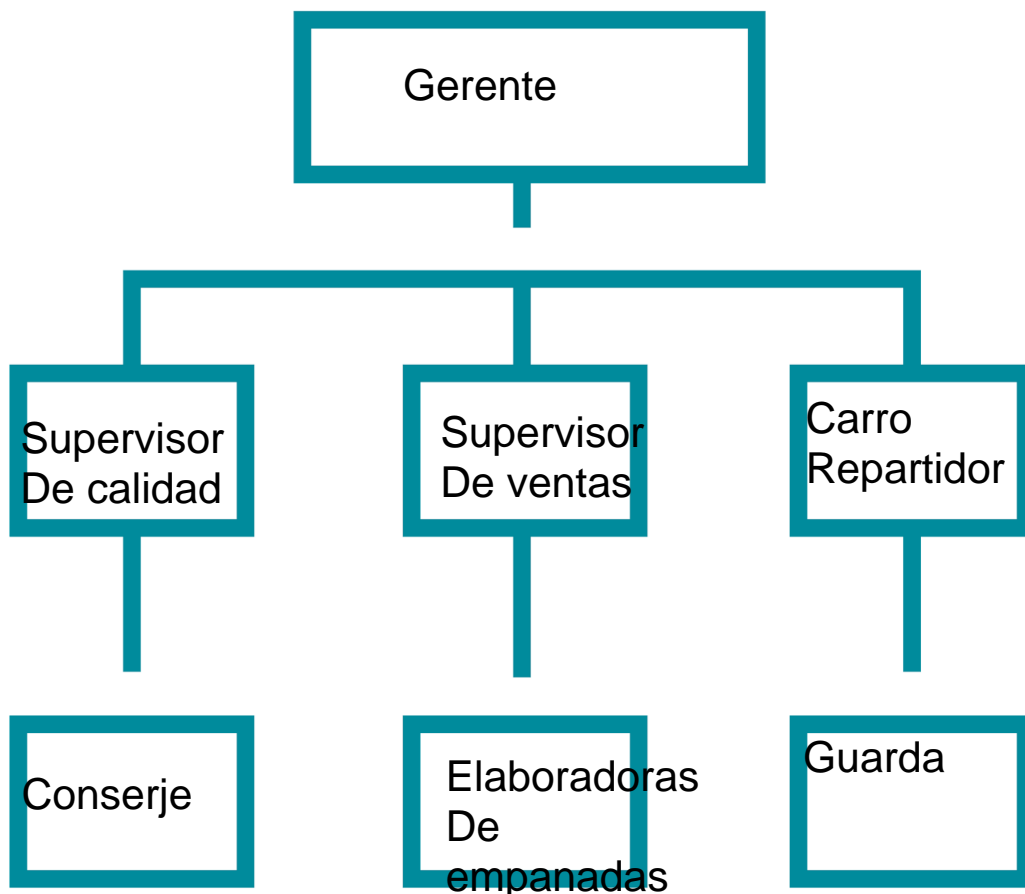 Gerente
Supervisor
De calidad
Supervisor
De ventas
Carro
Repartidor
Conserje
Elaboradoras
De
empanadas
Guarda